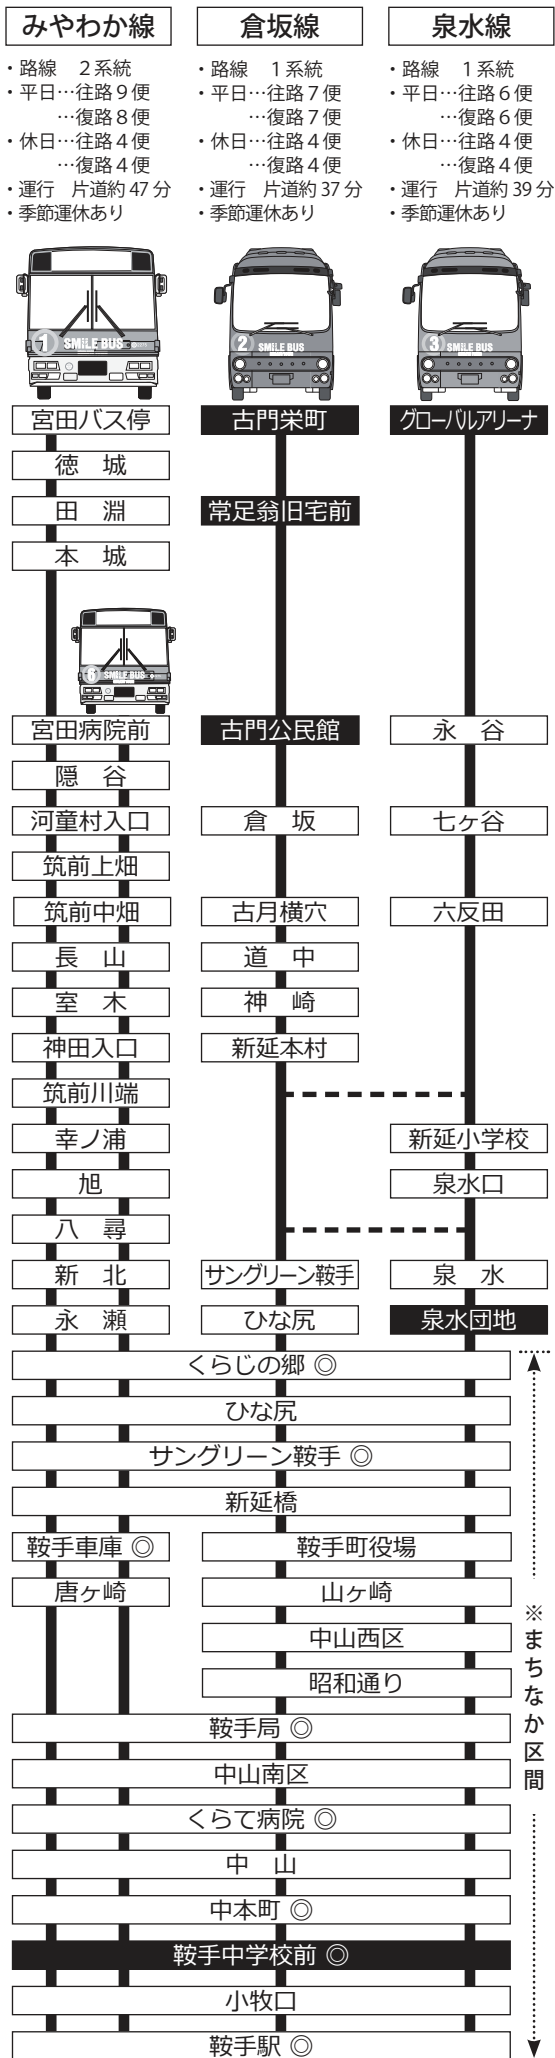 みやわか線
・路線　２系統
・平日…往路９便
…復路８便
・休日…往路４便
…復路４便
・運行　片道約47分
・季節運休あり
倉坂線
・路線　１系統
・平日…往路７便
…復路７便
・休日…往路４便
…復路４便
・運行　片道約37分
・季節運休あり
泉水線
・路線　１系統
・平日…往路６便
…復路６便
・休日…往路４便
…復路４便
・運行　片道約39分
・季節運休あり
1 SMiLE BUS
2 SMiLE BUS
3 SMiLE BUS
宮田バス停
徳　城
田　淵
本　城
6 SMiLE BUS
宮田病院前
隠　谷
河童村入口
筑前上畑
筑前中畑
長　山
室　木
神田入口
筑前川端
幸ノ浦
旭
八　尋
新　北
永　瀬
古門栄町
常足翁旧宅前
古門公民館
倉　坂
古月横穴
道　中
神　崎
新延本村
サングリーン鞍手
ひな尻
グローバルアリーナ
永　谷
七ヶ谷
六反田
新延小学校
泉水口
泉　水
泉水団地
くらじの郷 ◎
ひな尻
サングリーン鞍手 ◎
新延橋
鞍手車庫 ◎
唐ヶ崎
鞍手町役場
山ヶ崎
中山西区
昭和通り
鞍手局 ◎
中山南区
くらて病院 ◎
中　山
中本町 ◎
鞍手中学校前 ◎
小牧口
鞍手駅 ◎
※まちなか区間